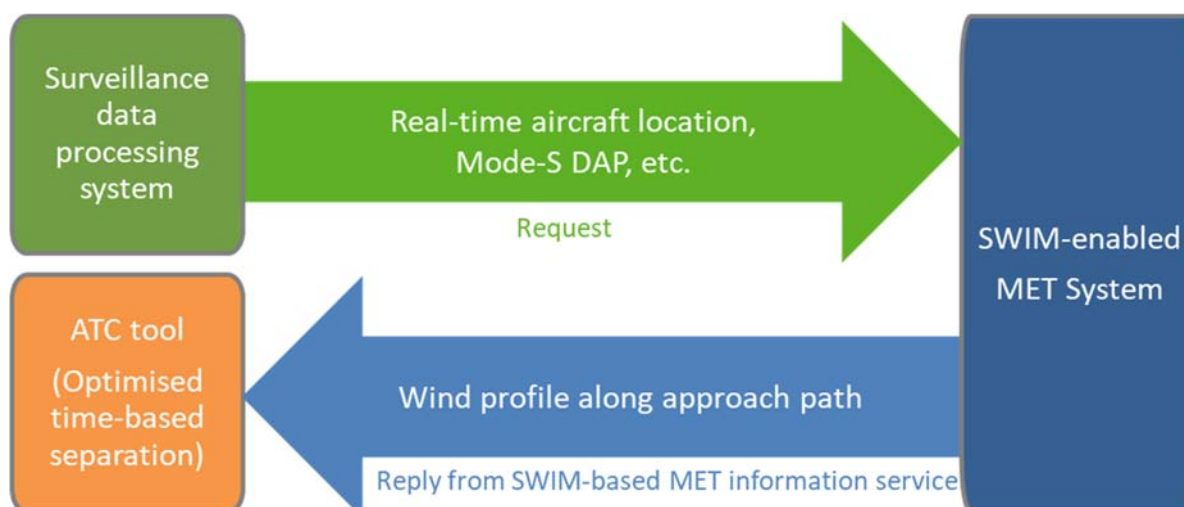 Surveillance
data
processing
system
Real-time aircraft location,
Mode-S DAP, etc.
Request
SWIM-enabled
MET System
ATC tool
(Optimised
time-based
separation)
Wind profile along approach path
Reply from SWIM-based MET information service